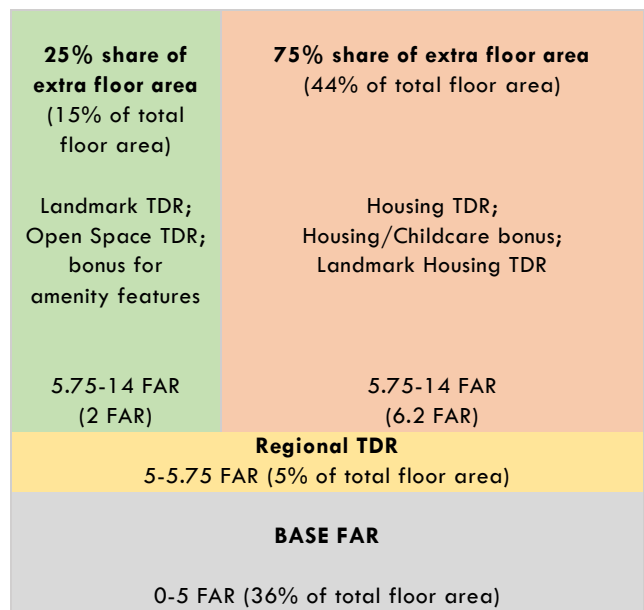 25% share of
extra floor area
(15% of total
floor area)
Landmark TDR;
Open Space TDR;
bonus for
amenity features
5.75-14 FAR
(2 FAR)
75% share of extra floor area
(44% of total floor area)
Housing TDR;
Housing/Childcare bonus;
Landmark Housing TDR
5.75-14 FAR
(6.2 FAR)
Regional TDR
5-5.75 FAR (5% of total floor area)
BASE FAR
0-5 FAR (36% of total floor area)